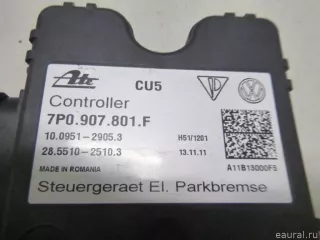 Ate CU5
Controller
7P0.907.801.F
10.0951-2905.3 H51/1201
28.5510-2510.3 13.11.11
MADE IN ROMANIA A11B13000F5
Steuergeraet El. Parkbremse
eaural.ru